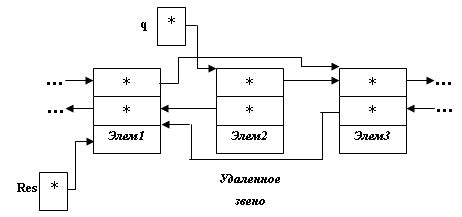 q *
... * * * ...
... * * * ...
Элем1 Элем2 Элем3
Res *
Удаленное
звено